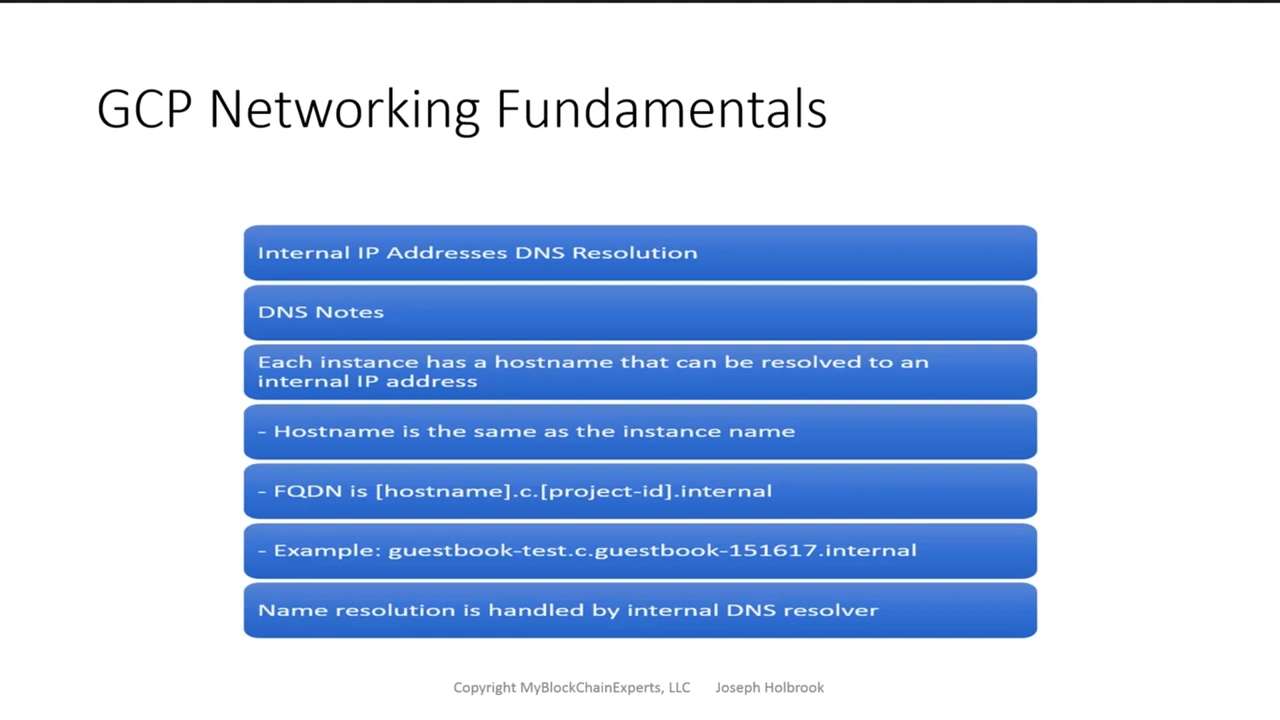 GCP Networking Fundamentals
Internal IP Addresses DNS Resolution
DNS Notes
Each instance has a hostname that can be resolved to an
internal IP address
- Hostname is the same as the instance name
- FQDN is [hostname].c.[project-id].internal
- Example: guestbook-test.c.guestbook-151617.internal
Name resolution is handled by internal DNS resolver
Copyright MyBlockChainExperts, LLC Joseph Holbrook